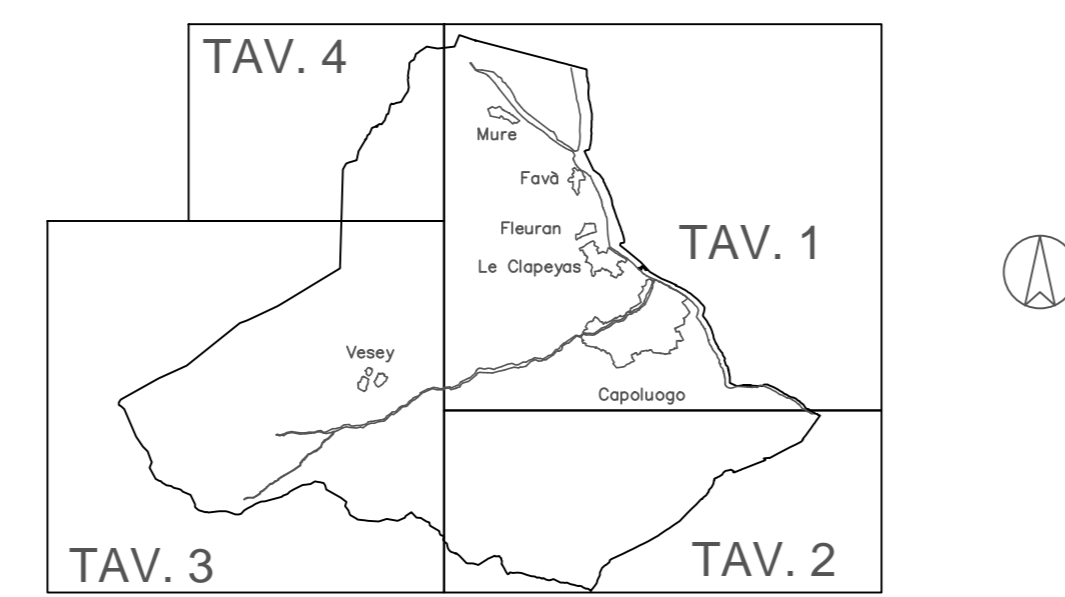 TAV. 4
Mure
Favà
Fleuran
TAV. 1
Le Clapeyas
Vesey
Capoluogo
TAV. 3
TAV. 2